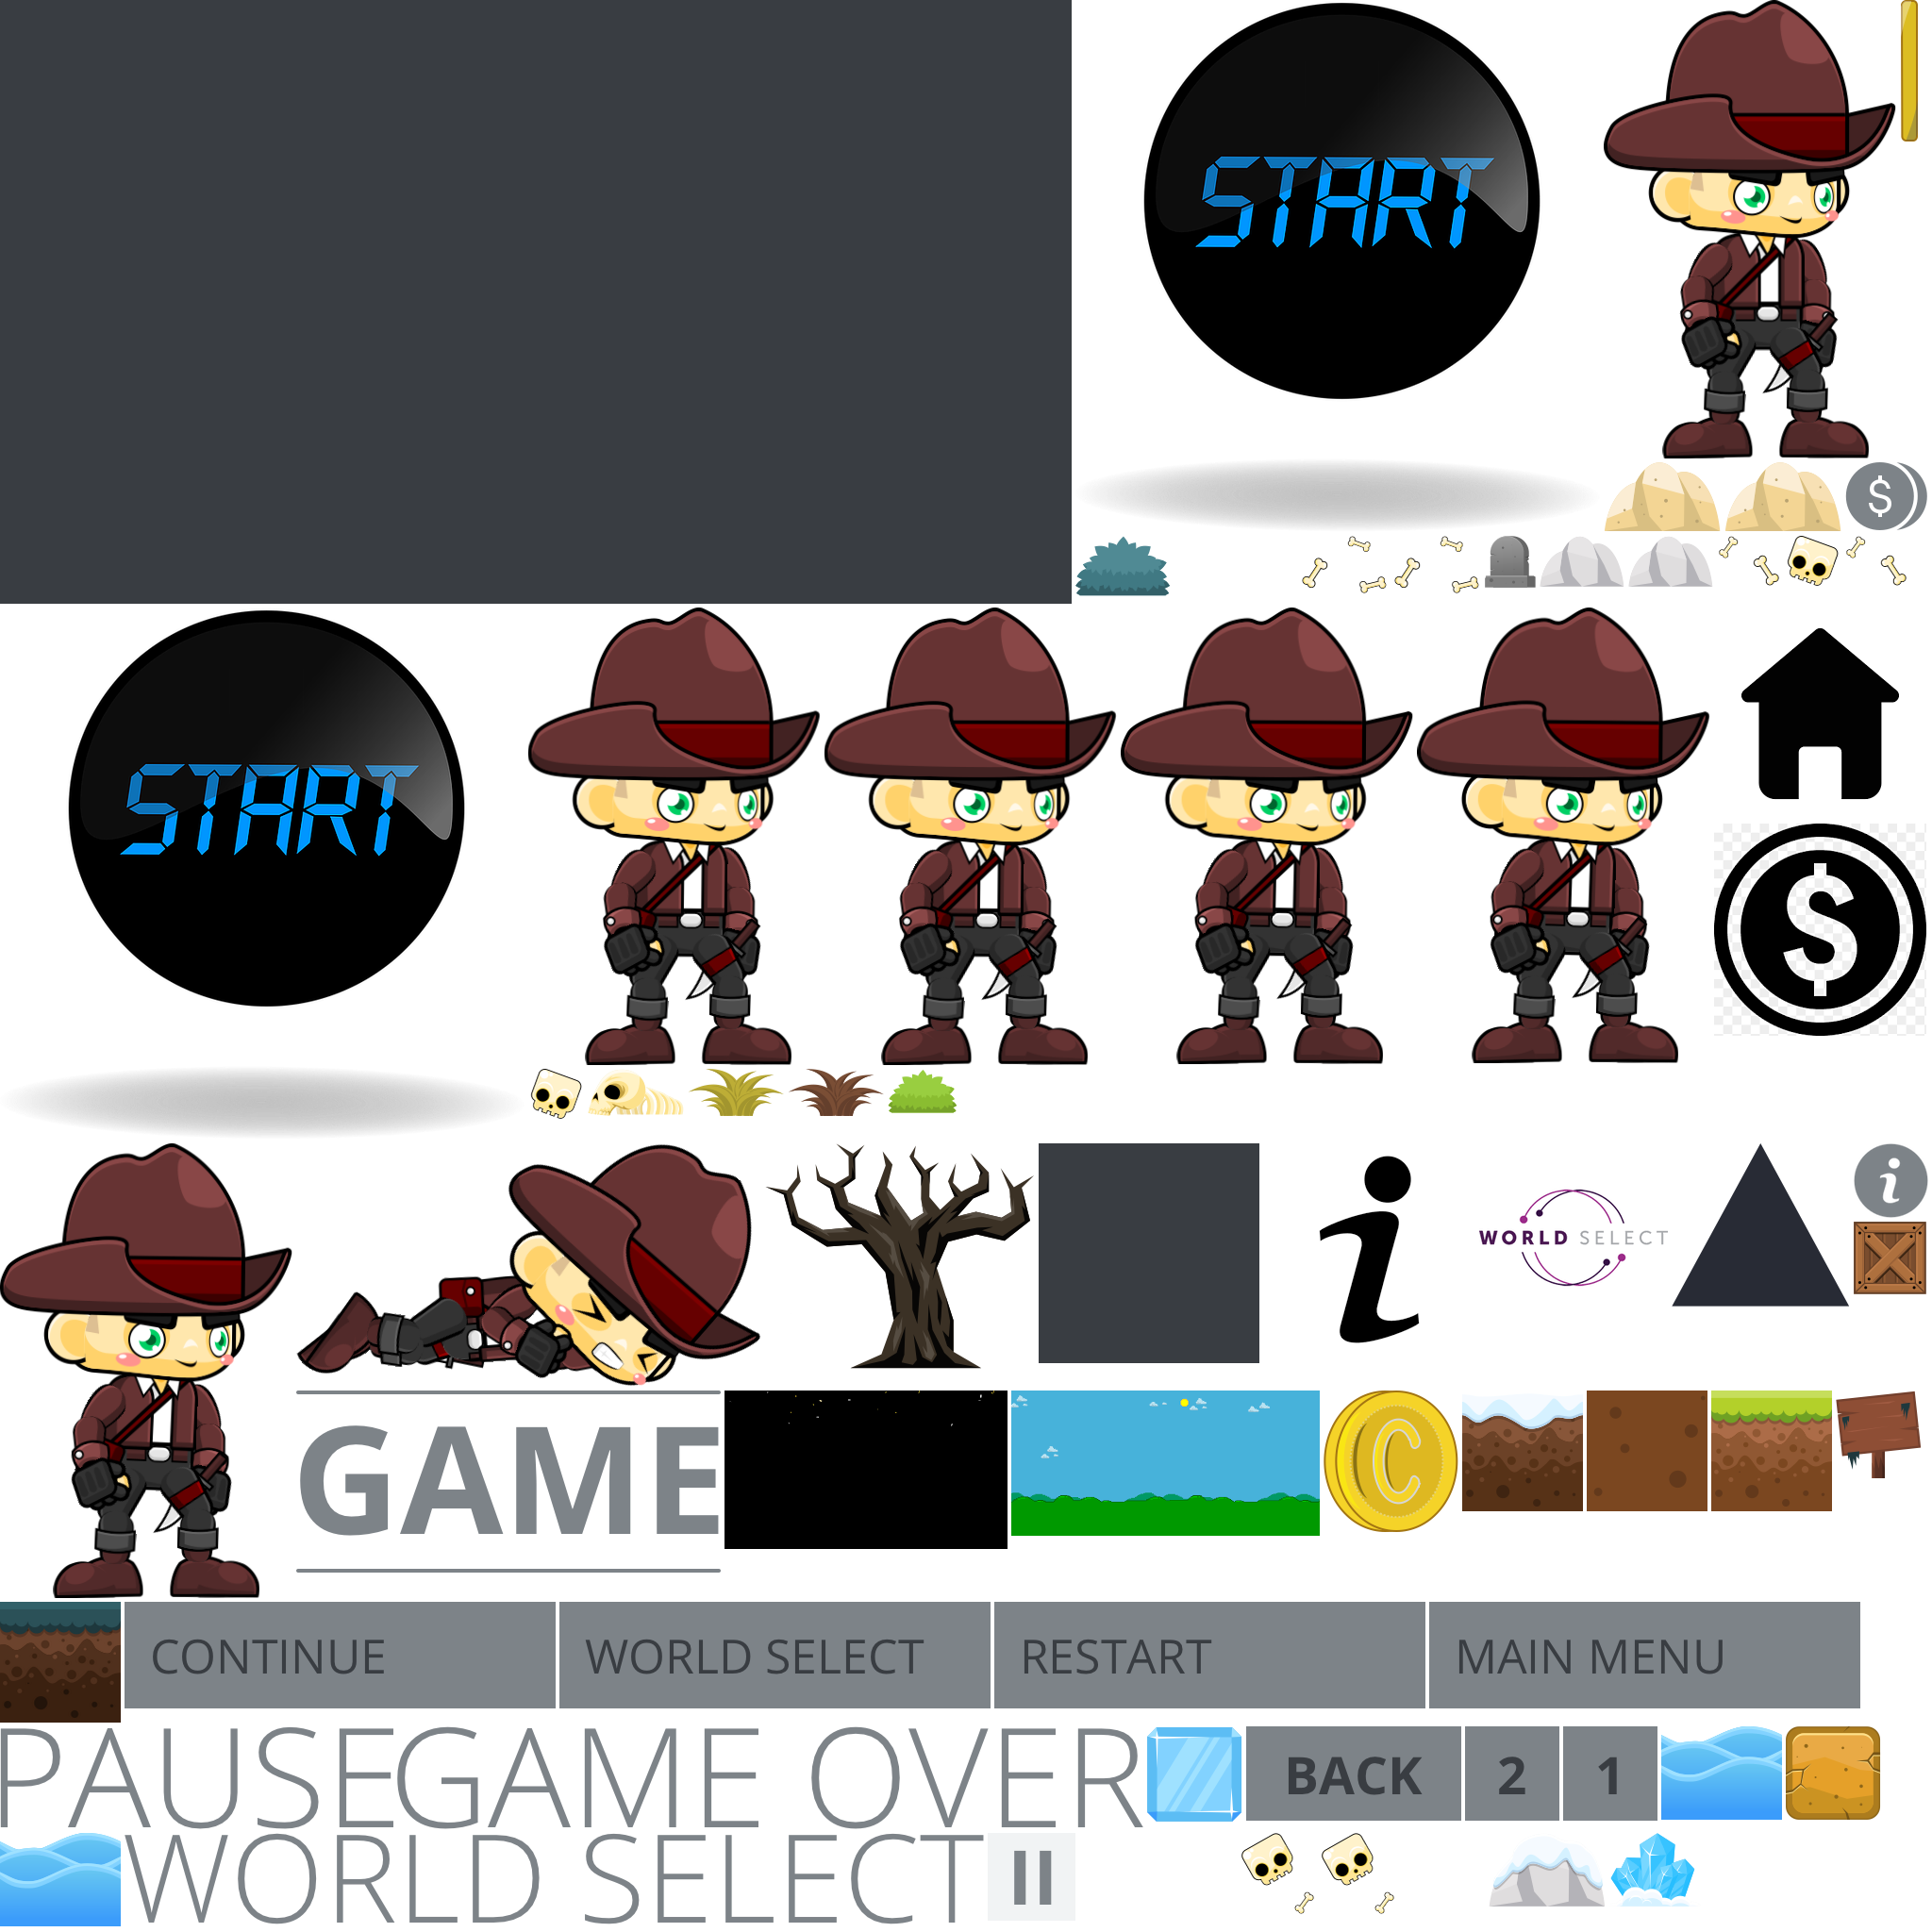 START
$
START
$
i
WORLD SELECT
i
GAME
C
CONTINUE
WORLD SELECT
RESTART
MAIN MENU
PAUSE
GAME OVER
BACK
2
1
WORLD SELECT